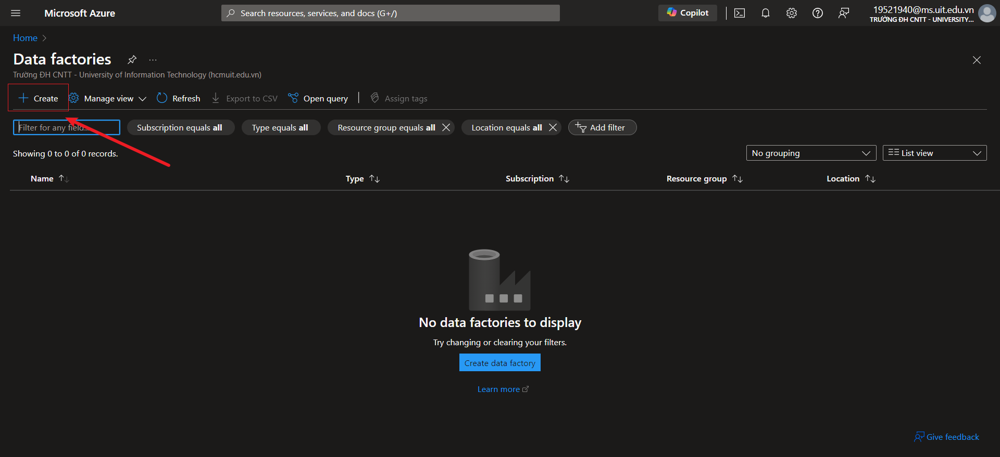 Microsoft Azure
Search resources, services, and docs (G+/)
Copilot
19521940@ms.uit.edu.vn
TRƯỜNG ĐH CNTT - UNIVERSITY...
Home
Data factories
Trường ĐH CNTT - University of Information Technology (hcmuit.edu.vn)
Create Manage view Refresh Export to CSV Open query Assign tags
Filter for any field... Subscription equals all Type equals all Resource group equals all Location equals all Add filter
Showing 0 to 0 of 0 records. No grouping List view
Name Type Subscription Resource group Location
No data factories to display
Try changing or clearing your filters.
Create data factory
Learn more
Give feedback